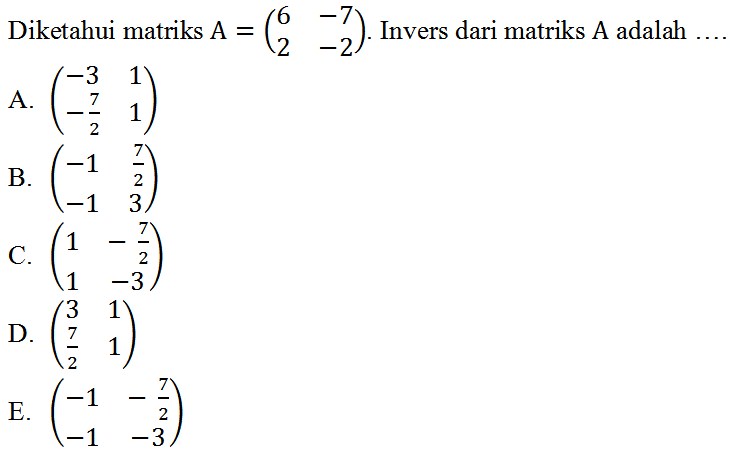 Diketahui matriks A = \begin{pmatrix} 6 & -7 \\ 2 & -2 \end{pmatrix}. Invers dari matriks A adalah ….
A. \begin{pmatrix} -3 & 1 \\ -\frac{7}{2} & 1 \end{pmatrix}
B. \begin{pmatrix} -1 & \frac{7}{2} \\ -1 & 3 \end{pmatrix}
C. \begin{pmatrix} 1 & -\frac{7}{2} \\ 1 & -3 \end{pmatrix}
D. \begin{pmatrix} 3 & 1 \\ \frac{7}{2} & 1 \end{pmatrix}
E. \begin{pmatrix} -1 & -\frac{7}{2} \\ -1 & -3 \end{pmatrix}